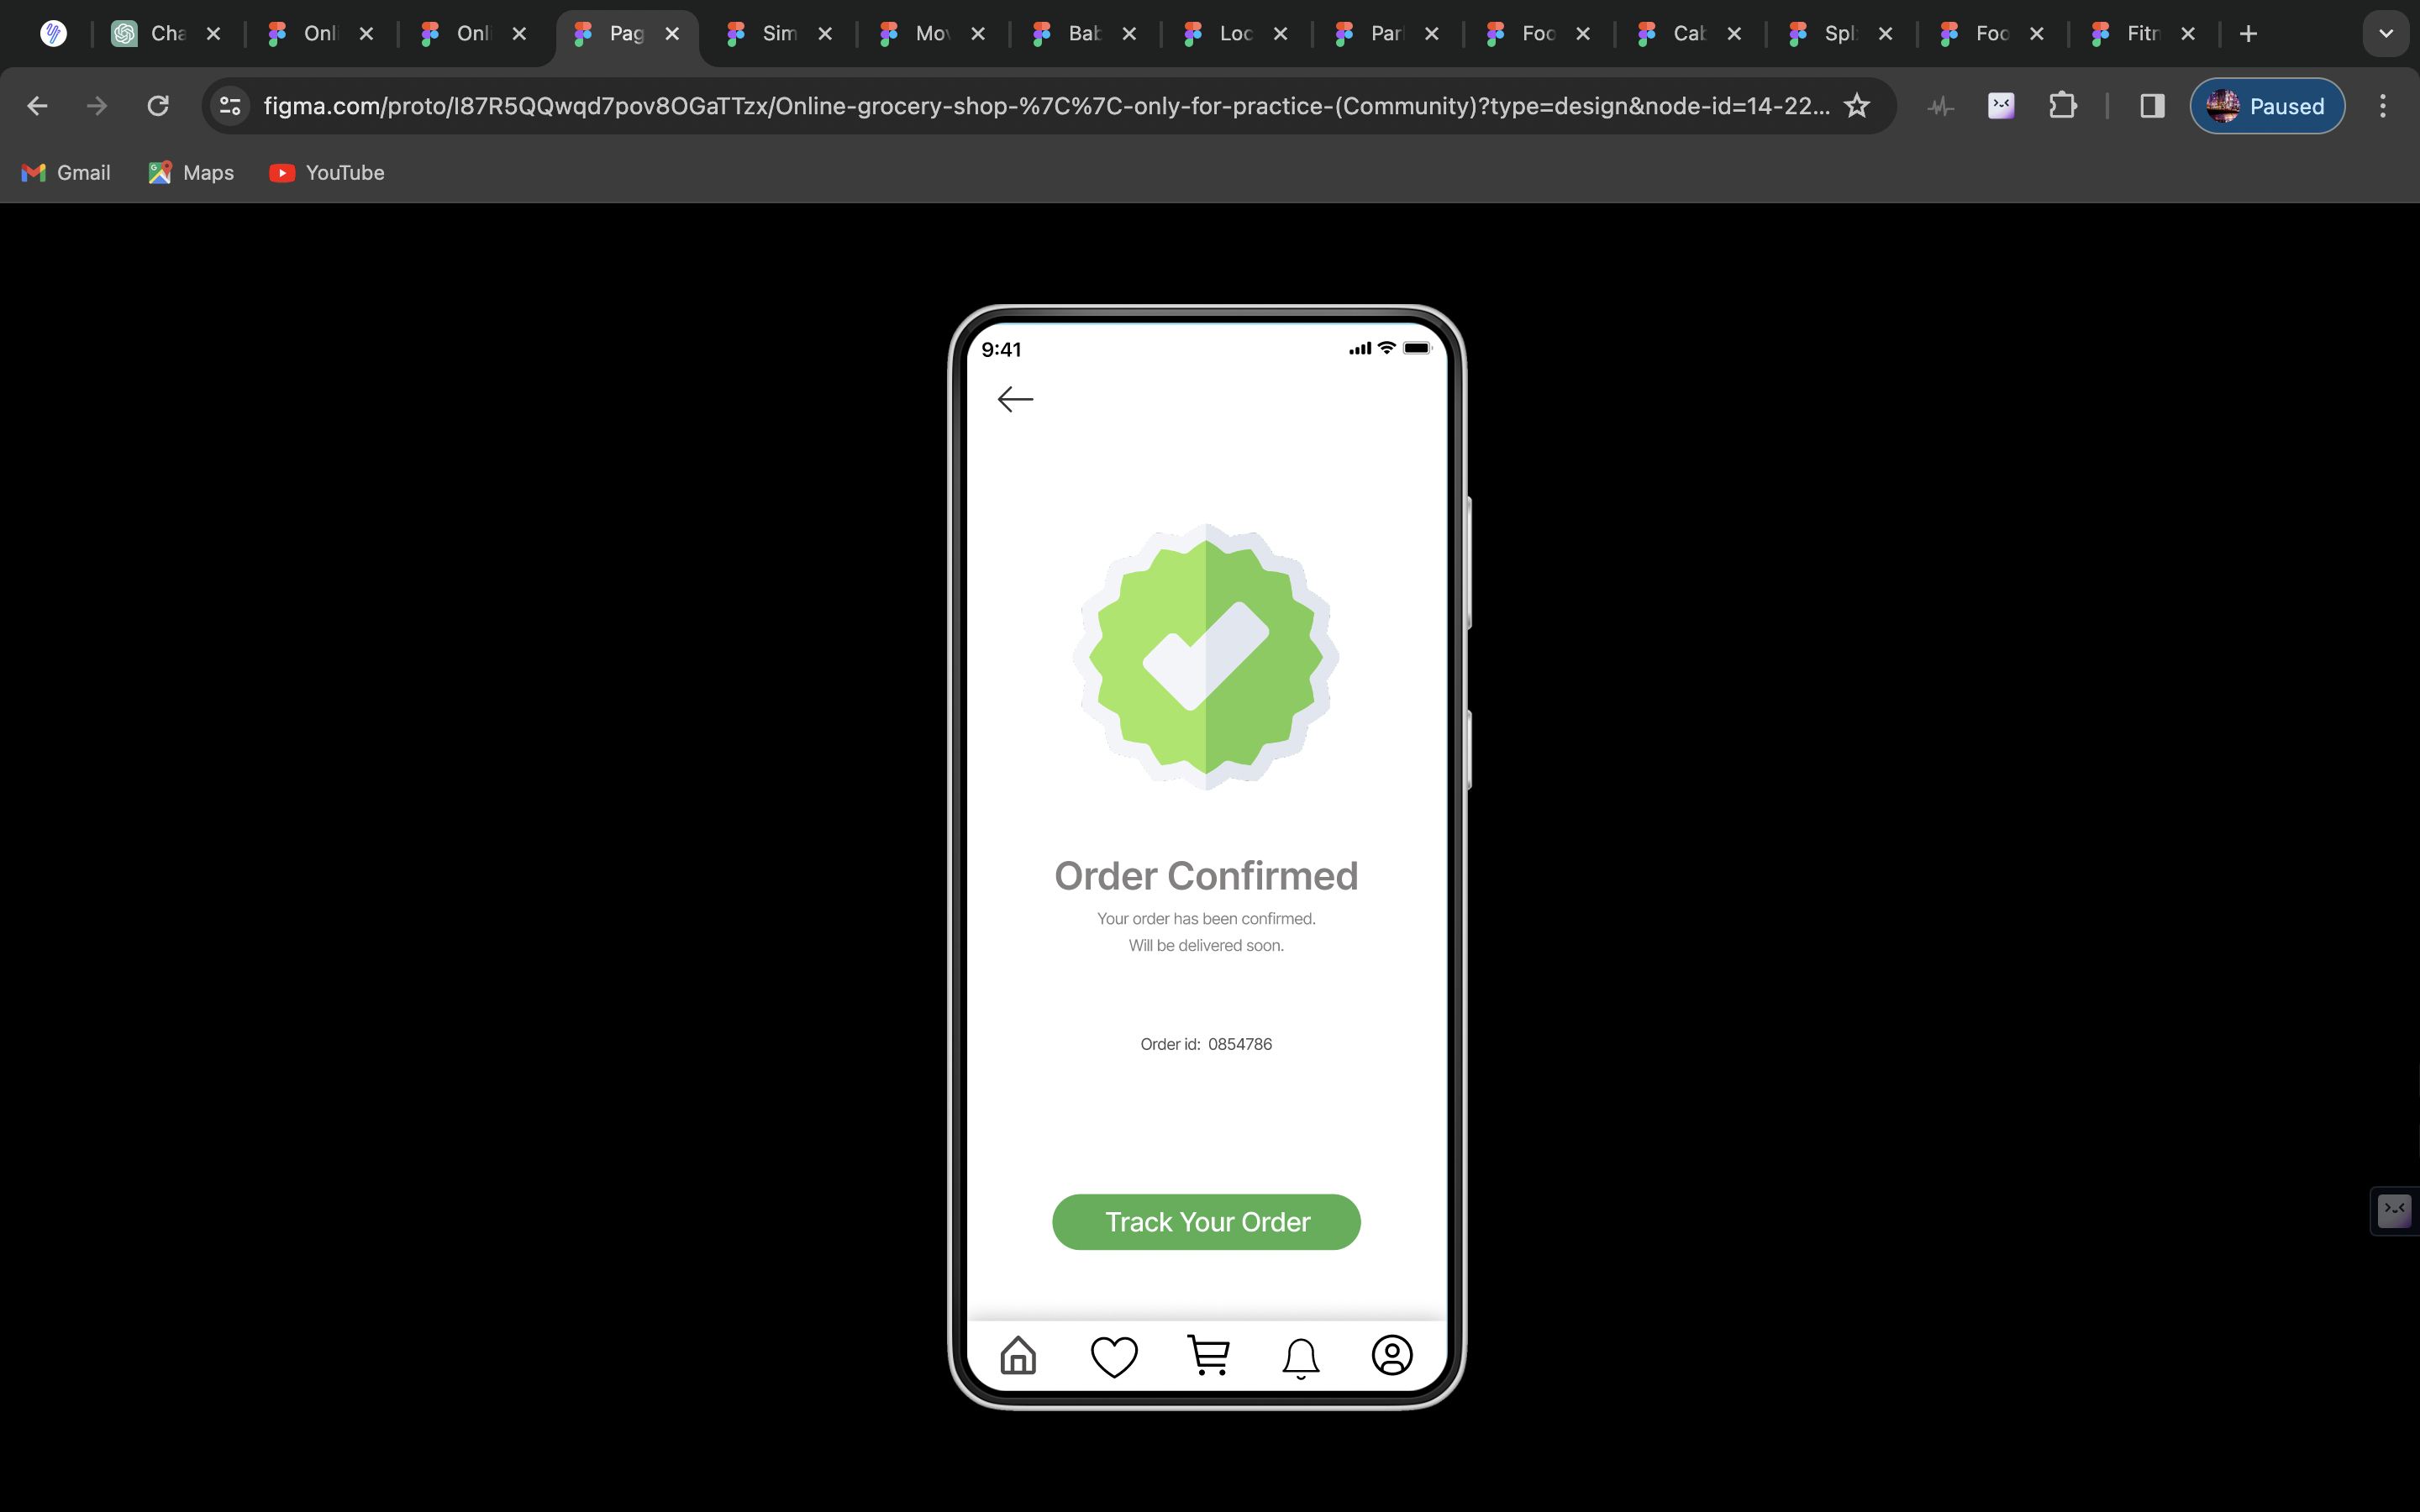 Cha
Onli
Onli
Pag
Sim
Mov
Bab
Loc
Par
Foo
Cab
Spl
Foo
Fitn
figma.com/proto/I87R5QQwqd7pov8OGaTTzx/Online-grocery-shop-%7C%7C-only-for-practice-(Community)?type=design&node-id=14-22...
Paused
Gmail
Maps
YouTube
9:41
Order Confirmed
Your order has been confirmed.
Will be delivered soon.
Order id: 0854786
Track Your Order